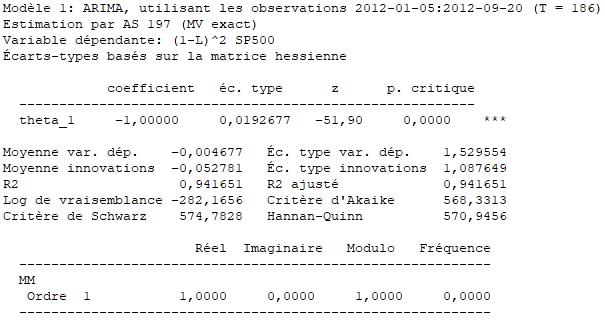 Modèle 1: ARIMA, utilisant les observations 2012-01-05:2012-09-20 (T = 186)
Estimation par AS 197 (MV exact)
Variable dépendante: (1-L)^2 SP500
Écarts-types basés sur la matrice hessienne
coefficient éc. type z p. critique
---------------------------------------------------------
theta_1 -1,00000 0,0192677 -51,90 0,0000 ***
Moyenne var. dép. -0,004677 Éc. type var. dép. 1,529554
Moyenne innovations -0,052781 Éc. type innovations 1,087649
R2 0,941651 R2 ajusté 0,941651
Log de vraisemblance -282,1656 Critère d'Akaike 568,3313
Critère de Schwarz 574,7828 Hannan-Quinn 570,9456
Réel Imaginaire Modulo Fréquence
-----------------------------------------------------------
MM
Ordre 1 1,0000 0,0000 1,0000 0,0000
-----------------------------------------------------------